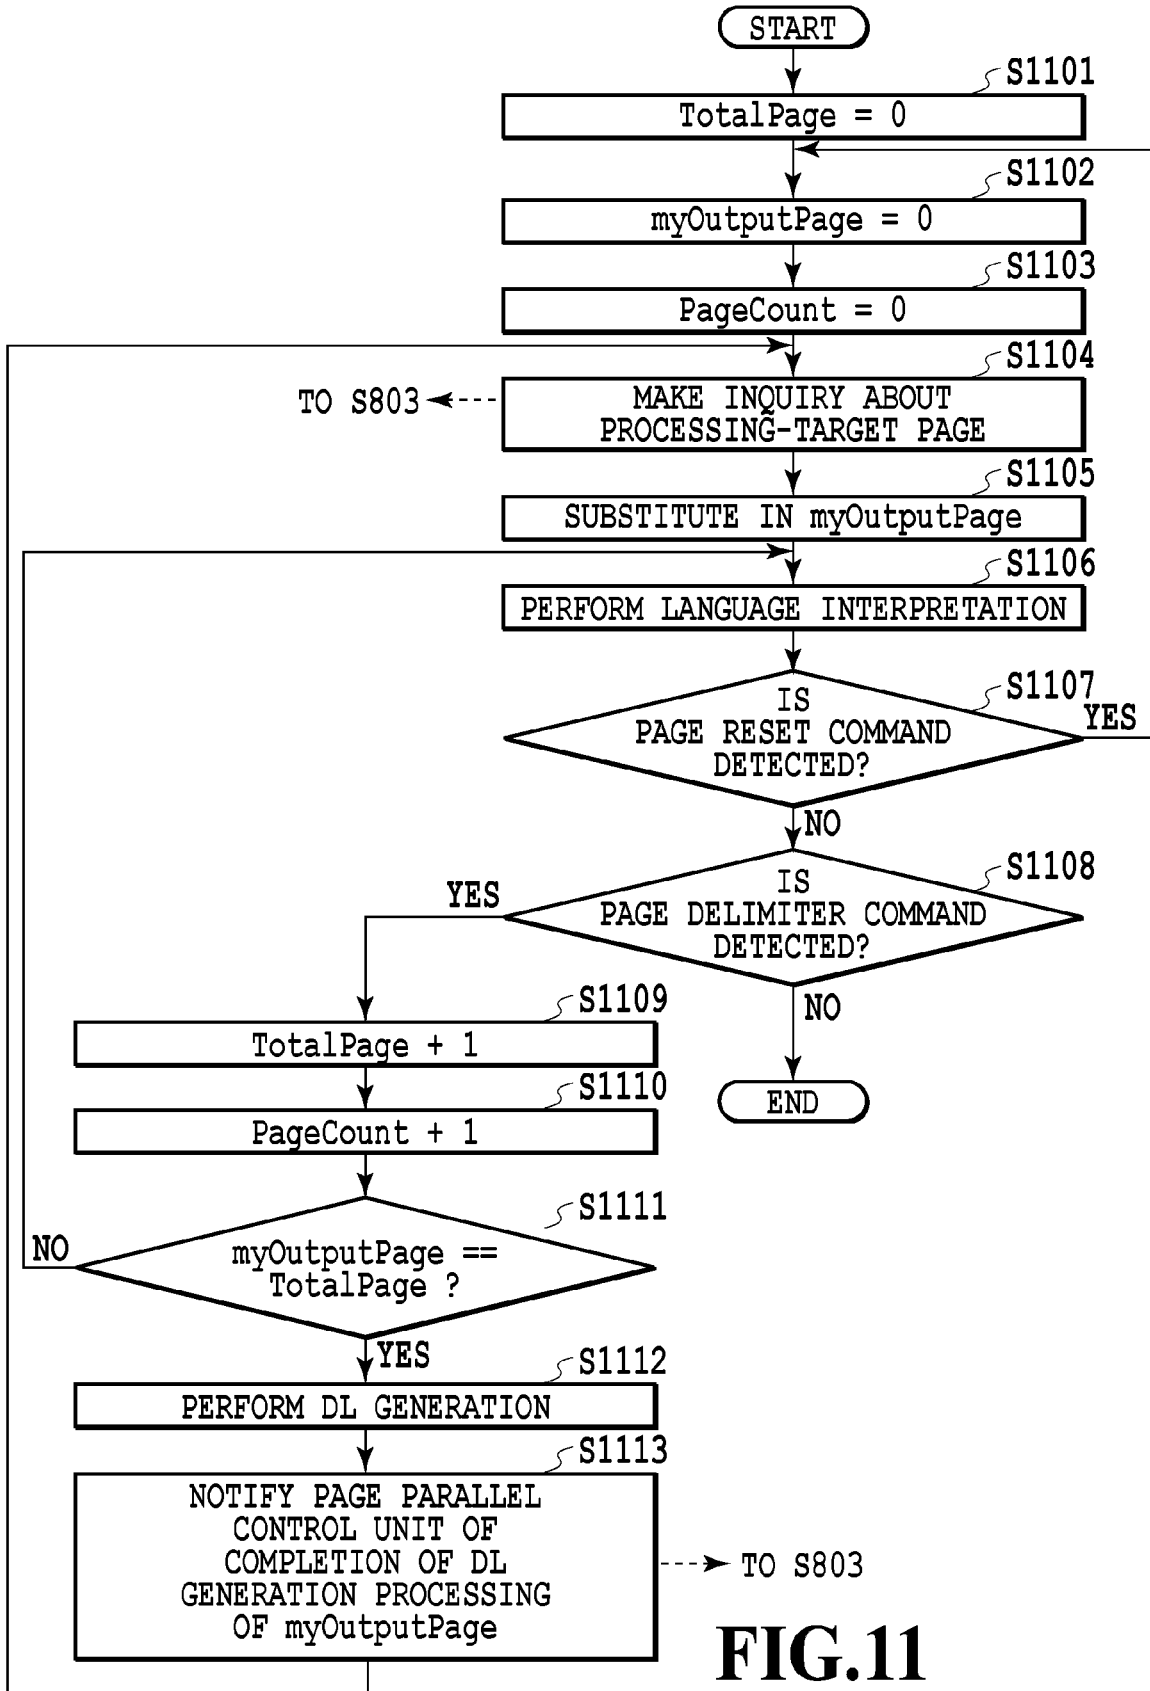 START
S1101
TotalPage = 0
S1102
myOutputPage = 0
S1103
PageCount = 0
S1104
TO S803
MAKE INQUIRY ABOUT
PROCESSING-TARGET PAGE
S1105
SUBSTITUTE IN myOutputPage
S1106
PERFORM LANGUAGE INTERPRETATION
S1107
IS
PAGE RESET COMMAND
DETECTED?
YES
NO
S1108
IS
PAGE DELIMITER COMMAND
DETECTED?
YES
NO
END
S1109
TotalPage + 1
S1110
PageCount + 1
S1111
myOutputPage ==
TotalPage ?
NO
YES
S1112
PERFORM DL GENERATION
S1113
NOTIFY PAGE PARALLEL
CONTROL UNIT OF
COMPLETION OF DL
GENERATION PROCESSING
OF myOutputPage
TO S803
FIG.11